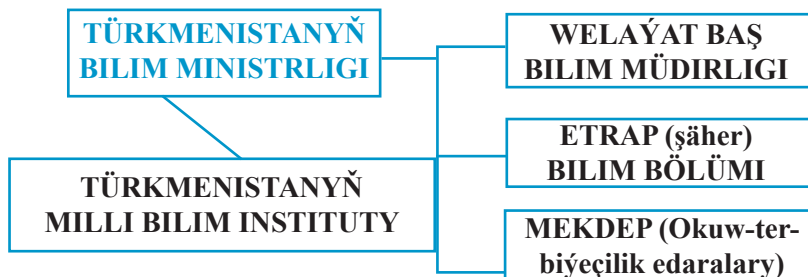 TÜRKMENISTANYŇ
BILIM MINISTRLIGI
WELAÝAT BAŞ
BILIM MÜDIRLIGI
ETRAP (şäher)
BILIM BÖLÜMI
TÜRKMENISTANYŇ
MILLI BILIM INSTITUTY
MEKDEP (Okuw-ter-
biýeçilik edaralary)